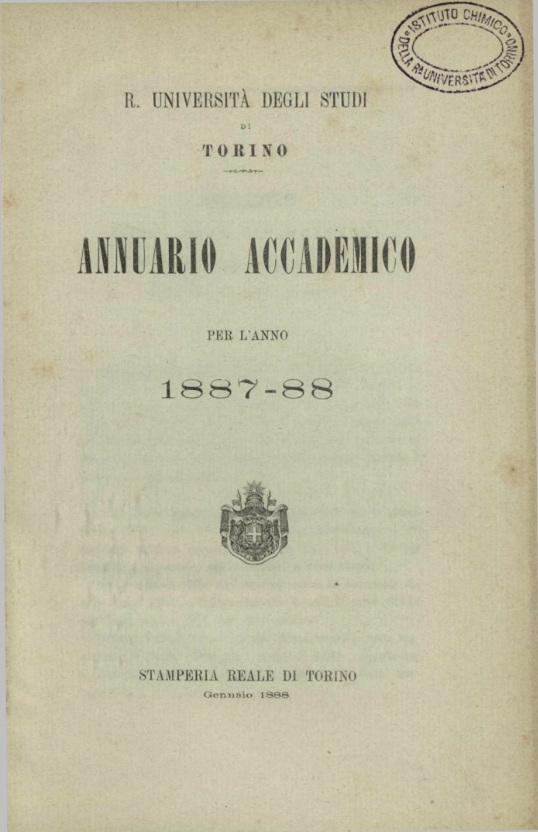 ISTITUTO CHIMICO
DELLA Rª UNIVERSITÀ DI TORINO
R. UNIVERSITÀ DEGLI STUDI
DI
TORINO
ANNUARIO ACCADEMICO
PER L'ANNO
1887-88
STAMPERIA REALE DI TORINO
Gennaio 1888